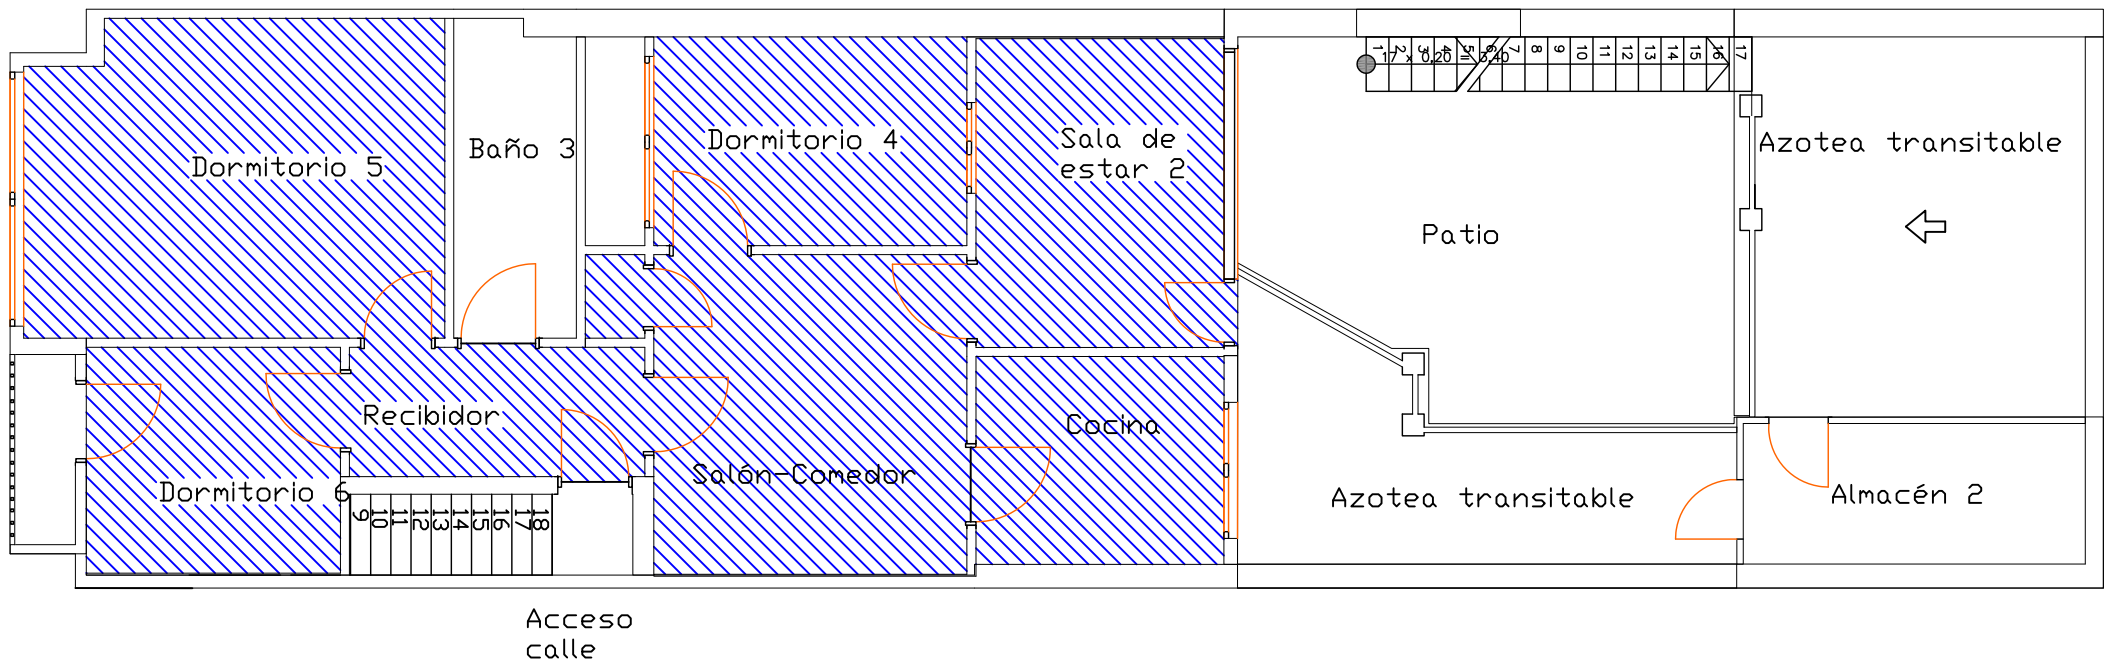 1 2 3 4 5 6 7 8 9 10 11 12 13 14 15 16 17
17 x 0,20 = 3,40
Dormitorio 5
Baño 3
Dormitorio 4
Sala de
estar 2
Patio
Azotea transitable
Recibidor
Cocina
Dormitorio 6
Salón-Comedor
Azotea transitable
Almacén 2
9 10 11 12 13 14 15 16 17 18
Acceso
calle